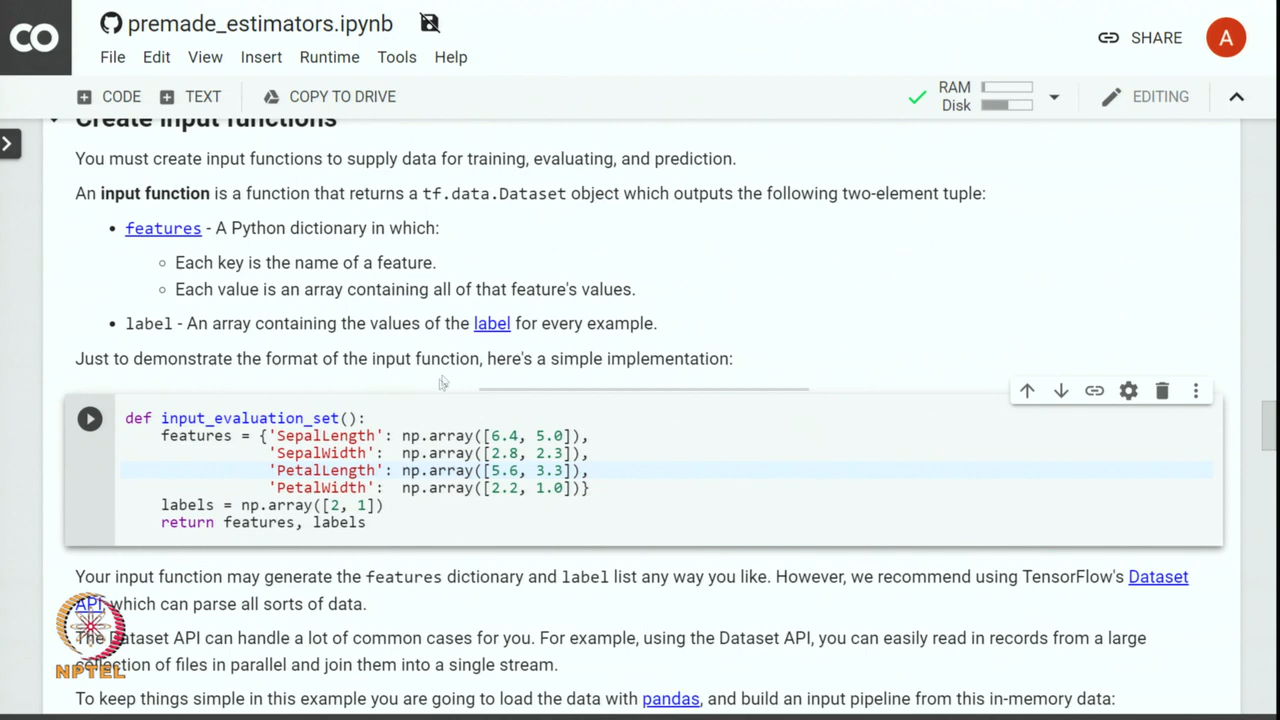 CO premade_estimators.ipynb
File Edit View Insert Runtime Tools Help
SHARE A
CODE TEXT COPY TO DRIVE
RAM
Disk
EDITING
Create input functions
You must create input functions to supply data for training, evaluating, and prediction.
An input function is a function that returns a tf.data.Dataset object which outputs the following two-element tuple:
• features - A Python dictionary in which:
◦ Each key is the name of a feature.
◦ Each value is an array containing all of that feature's values.
• label - An array containing the values of the label for every example.
Just to demonstrate the format of the input function, here's a simple implementation:
def input_evaluation_set():
features = {'SepalLength': np.array([6.4, 5.0]),
'SepalWidth': np.array([2.8, 2.3]),
'PetalLength': np.array([5.6, 3.3]),
'PetalWidth': np.array([2.2, 1.0])}
labels = np.array([2, 1])
return features, labels
Your input function may generate the features dictionary and label list any way you like. However, we recommend using TensorFlow's Dataset
API, which can parse all sorts of data.
The Dataset API can handle a lot of common cases for you. For example, using the Dataset API, you can easily read in records from a large
collection of files in parallel and join them into a single stream.
To keep things simple in this example you are going to load the data with pandas, and build an input pipeline from this in-memory data:
NPTEL